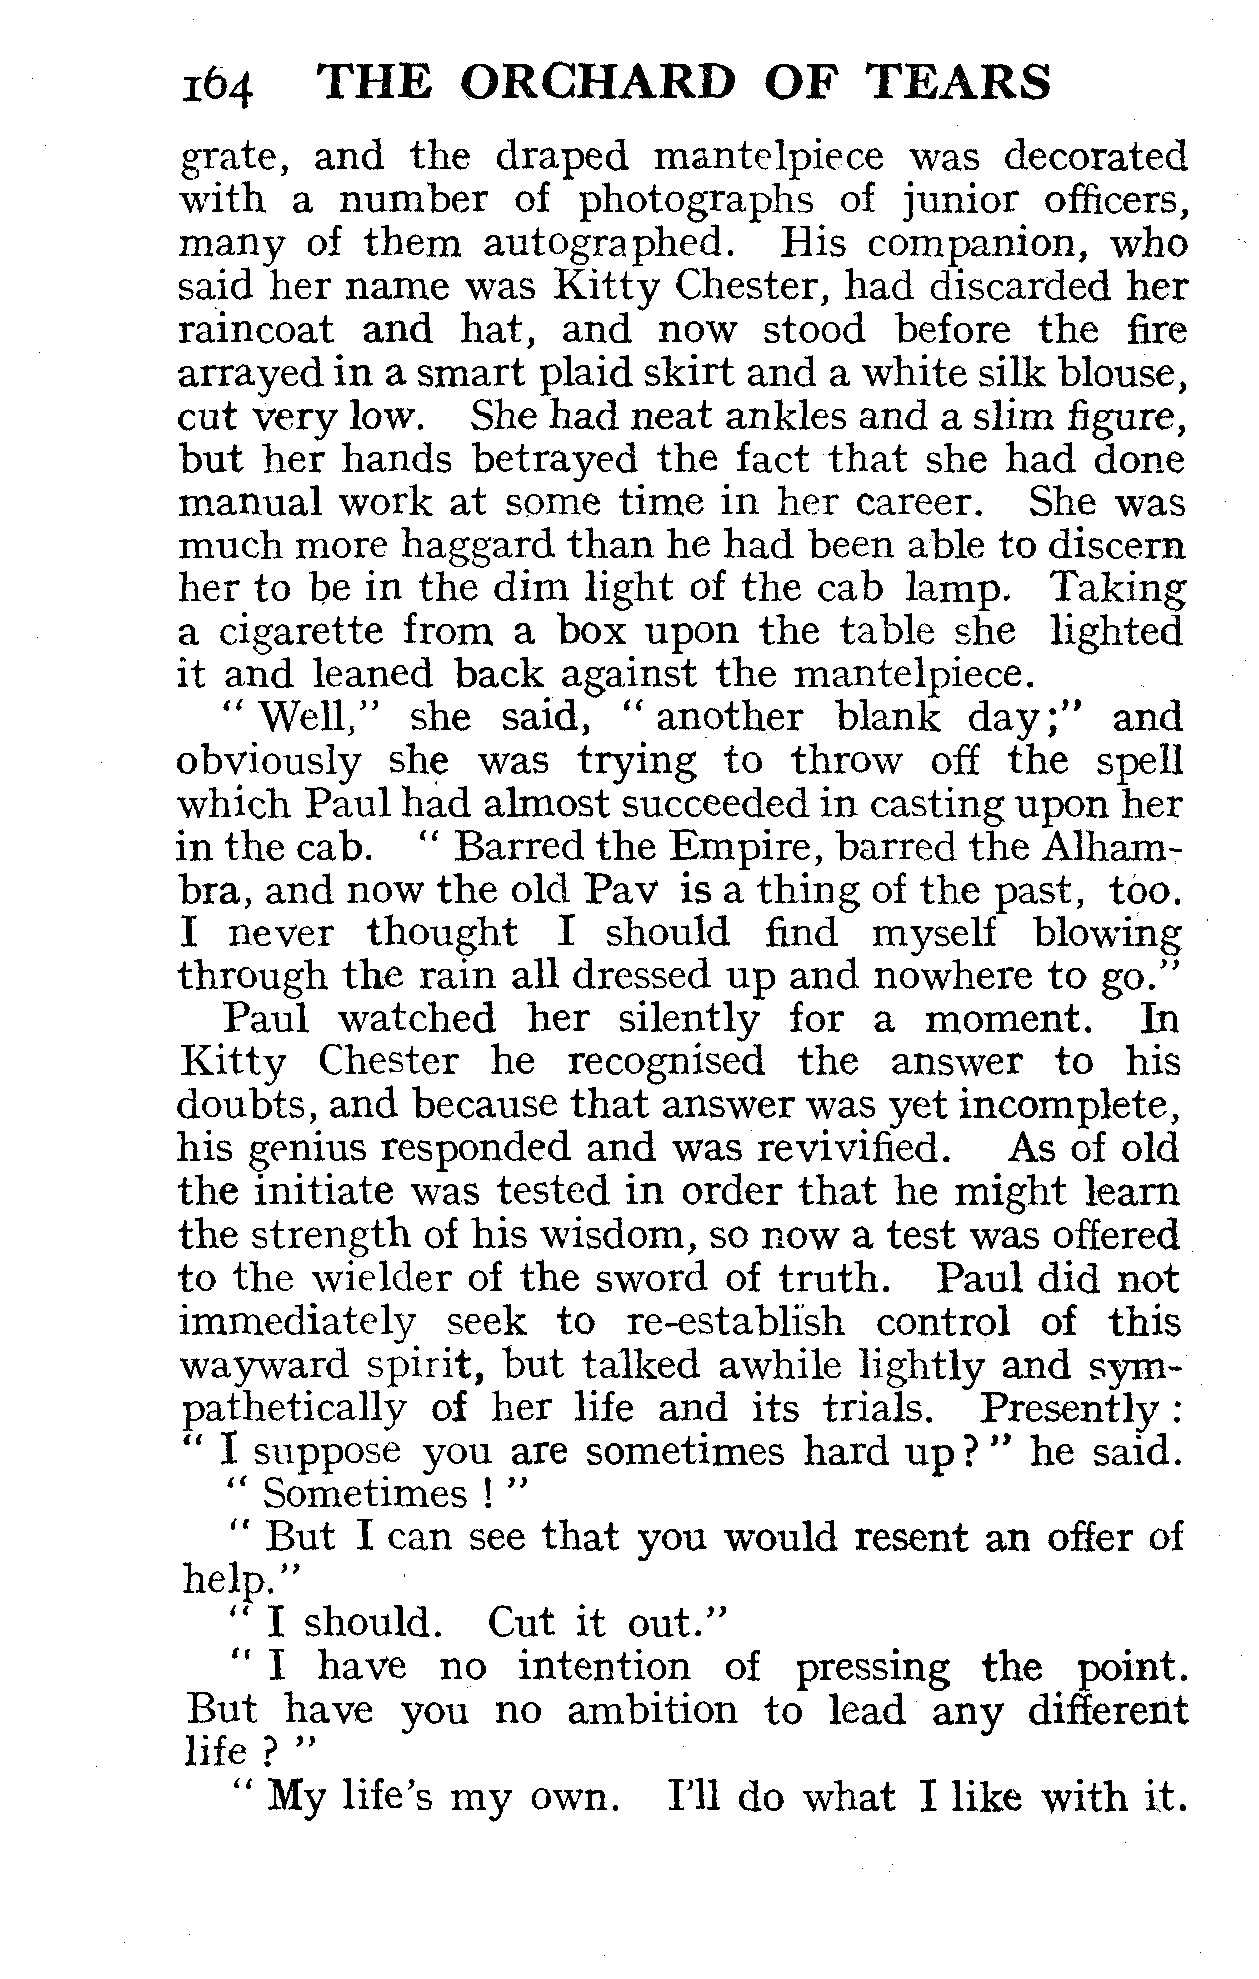 164 THE ORCHARD OF TEARS
grate, and the draped mantelpiece was decorated
with a number of photographs of junior officers,
many of them autographed. His companion, who
said her name was Kitty Chester, had discarded her
raincoat and hat, and now stood before the fire
arrayed in a smart plaid skirt and a white silk blouse,
cut very low. She had neat ankles and a slim figure,
but her hands betrayed the fact that she had done
manual work at some time in her career. She was
much more haggard than he had been able to discern
her to be in the dim light of the cab lamp. Taking
a cigarette from a box upon the table she lighted
it and leaned back against the mantelpiece.
" Well," she said, " another blank day ;" and
obviously she was trying to throw off the spell
which Paul had almost succeeded in casting upon her
in the cab. " Barred the Empire, barred the Alham-
bra, and now the old Pav is a thing of the past, too.
I never thought I should find myself blowing
through the rain all dressed up and nowhere to go."
Paul watched her silently for a moment. In
Kitty Chester he recognised the answer to his
doubts, and because that answer was yet incomplete,
his genius responded and was revivified. As of old
the initiate was tested in order that he might learn
the strength of his wisdom, so now a test was offered
to the wielder of the sword of truth. Paul did not
immediately seek to re-establish control of this
wayward spirit, but talked awhile lightly and sym-
pathetically of her life and its trials. Presently :
" I suppose you are sometimes hard up ? " he said.
" Sometimes ! "
" But I can see that you would resent an offer of
help."
" I should. Cut it out."
" I have no intention of pressing the point.
But have you no ambition to lead any different
life ? "
" My life's my own. I'll do what I like with it.